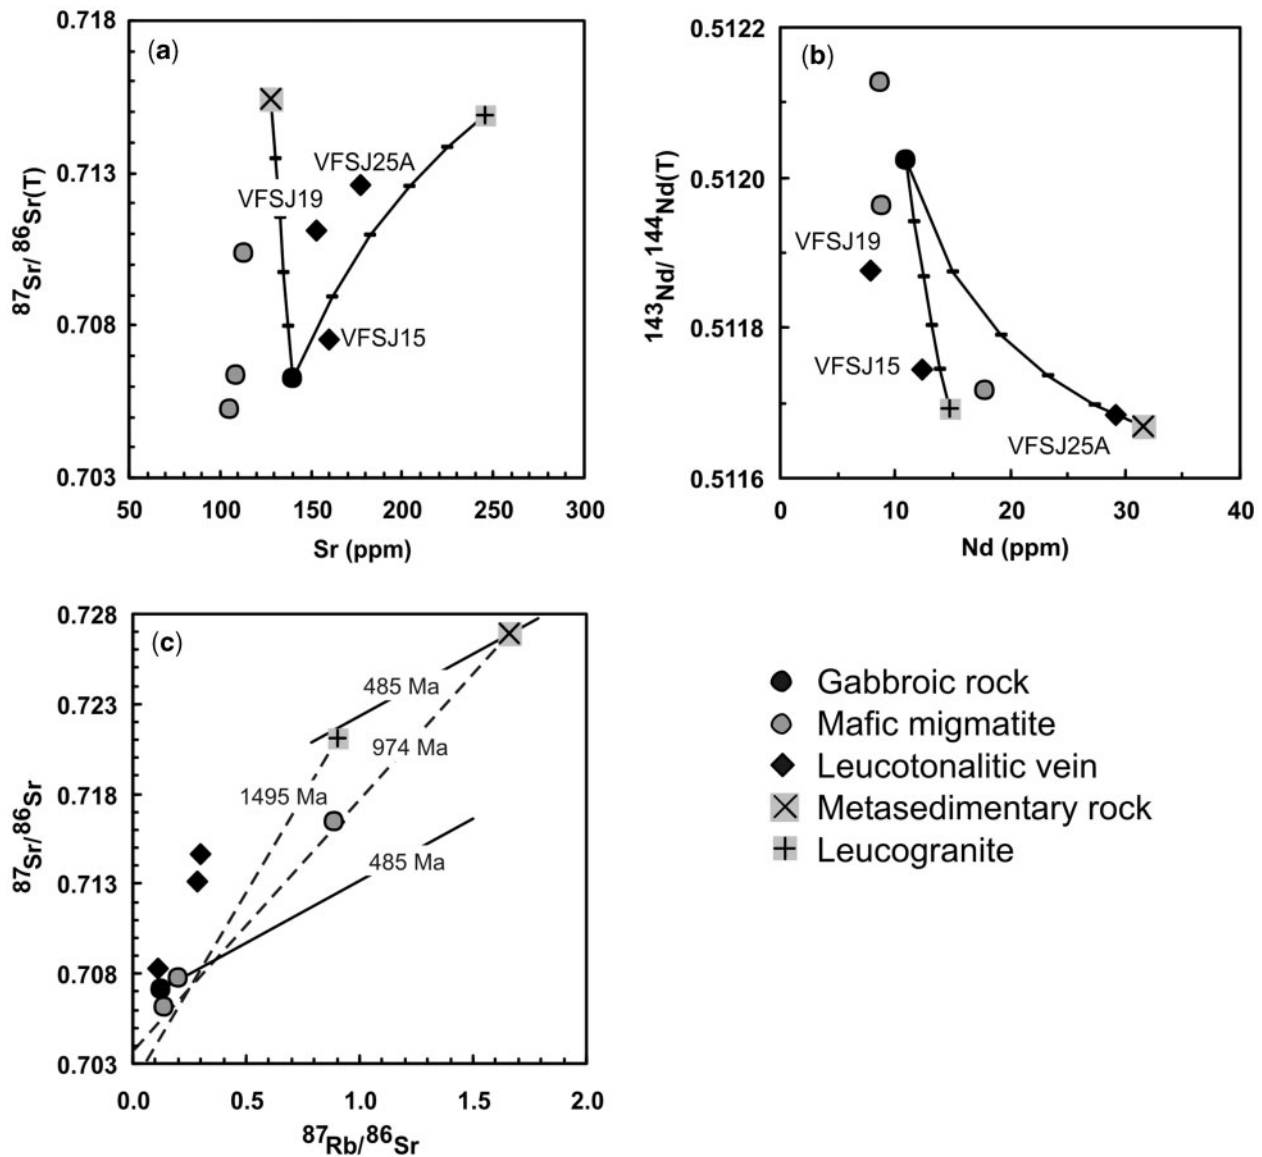 (a)
0.718
0.713
0.708
0.703
87Sr/86Sr(T)
VFSJ25A
VFSJ19
VFSJ15
50 100 150 200 250 300
Sr (ppm)
(b)
0.5122
0.5120
0.5118
0.5116
143Nd/144Nd(T)
VFSJ19
VFSJ15
VFSJ25A
0 10 20 30 40
Nd (ppm)
(c)
0.728
0.723
0.718
0.713
0.708
0.703
87Sr/86Sr
485 Ma
974 Ma
1495 Ma
485 Ma
0.0 0.5 1.0 1.5 2.0
87Rb/86Sr
Gabbroic rock
Mafic migmatite
Leucotonalitic vein
Metasedimentary rock
Leucogranite